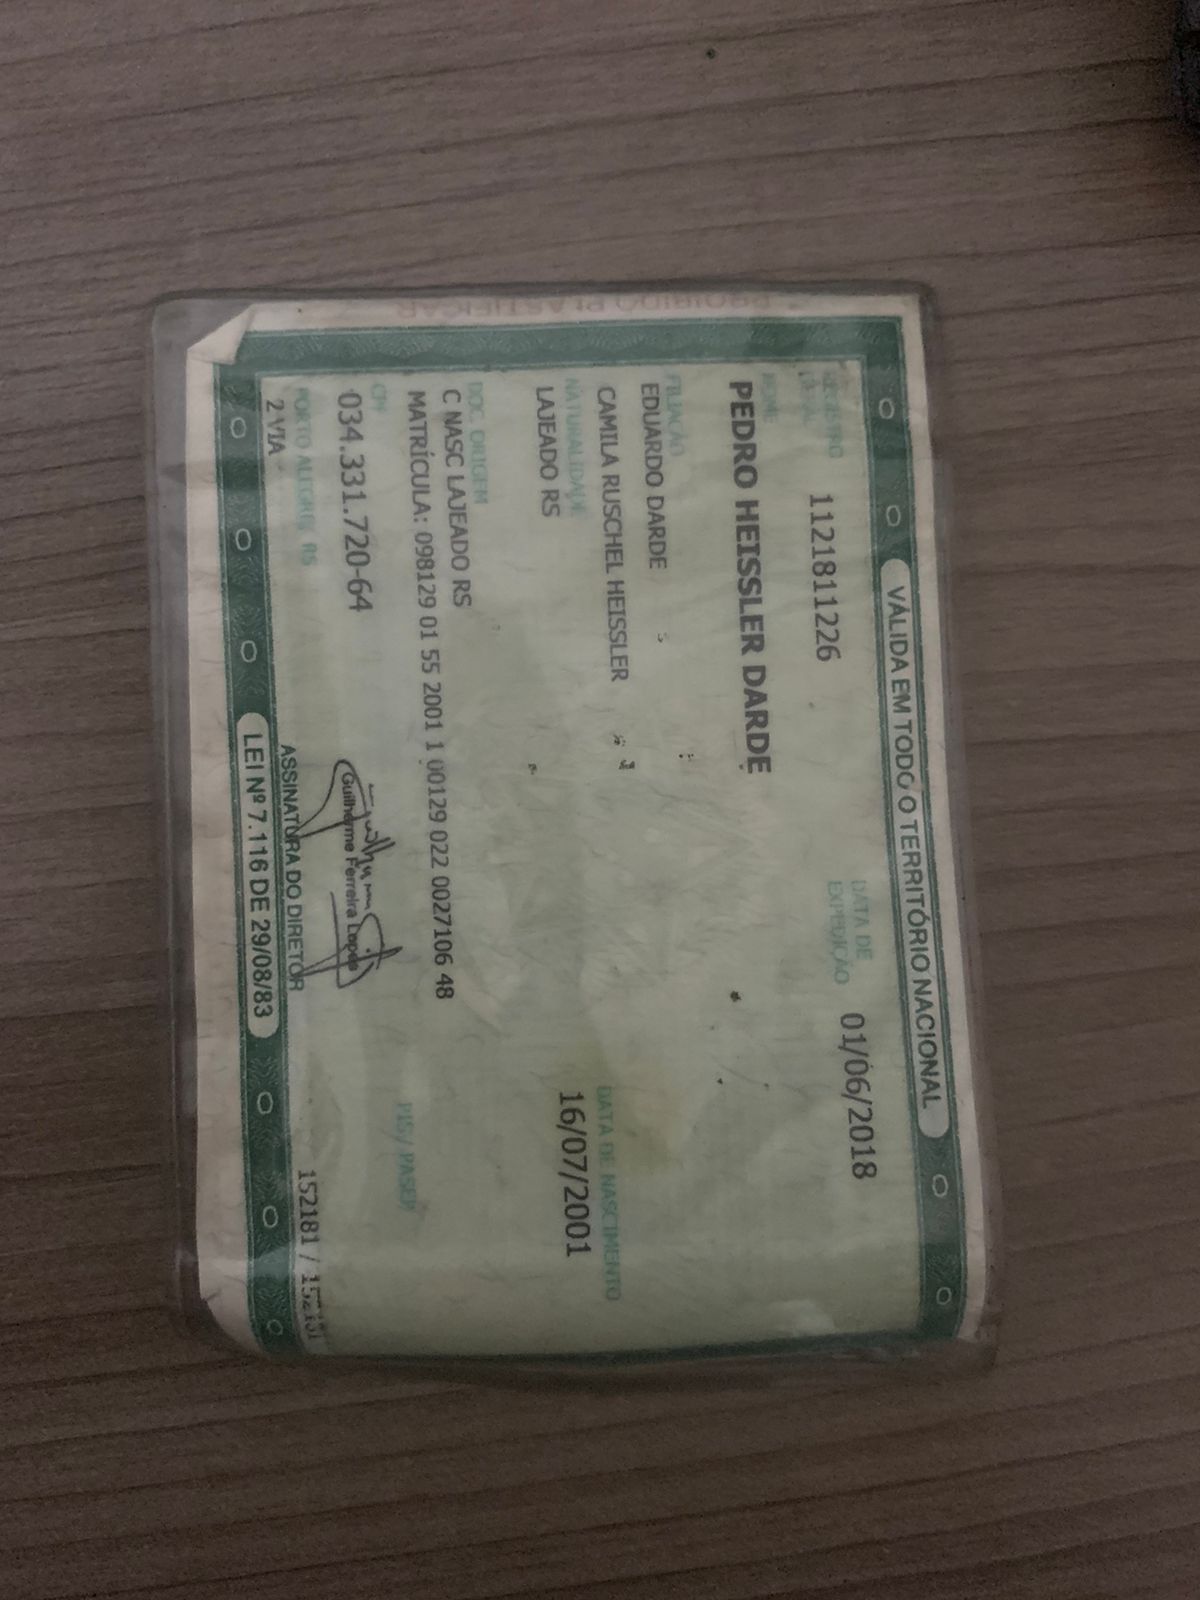 PROIBIDO PLASTIFICAR
VÁLIDA EM TODO O TERRITÓRIO NACIONAL
REGISTRO GERAL 1121811226
DATA DE EXPEDIÇÃO 01/06/2018
NOME
PEDRO HEISSLER DARDE
FILIAÇÃO
EDUARDO DARDE
CAMILA RUSCHEL HEISSLER
NATURALIDADE
LAJEADO RS
DATA DE NASCIMENTO
16/07/2001
DOC. ORIGEM
C NASC LAJEADO RS
MATRÍCULA: 098129 01 55 2001 1 00129 022 0027106 48
CPF
034.331.720-64
PIS/PASEP
Guilherme Ferreira Lopes
PORTO ALEGRE, RS
2 VIA
ASSINATURA DO DIRETOR
152181 /
LEI Nº 7.116 DE 29/08/83